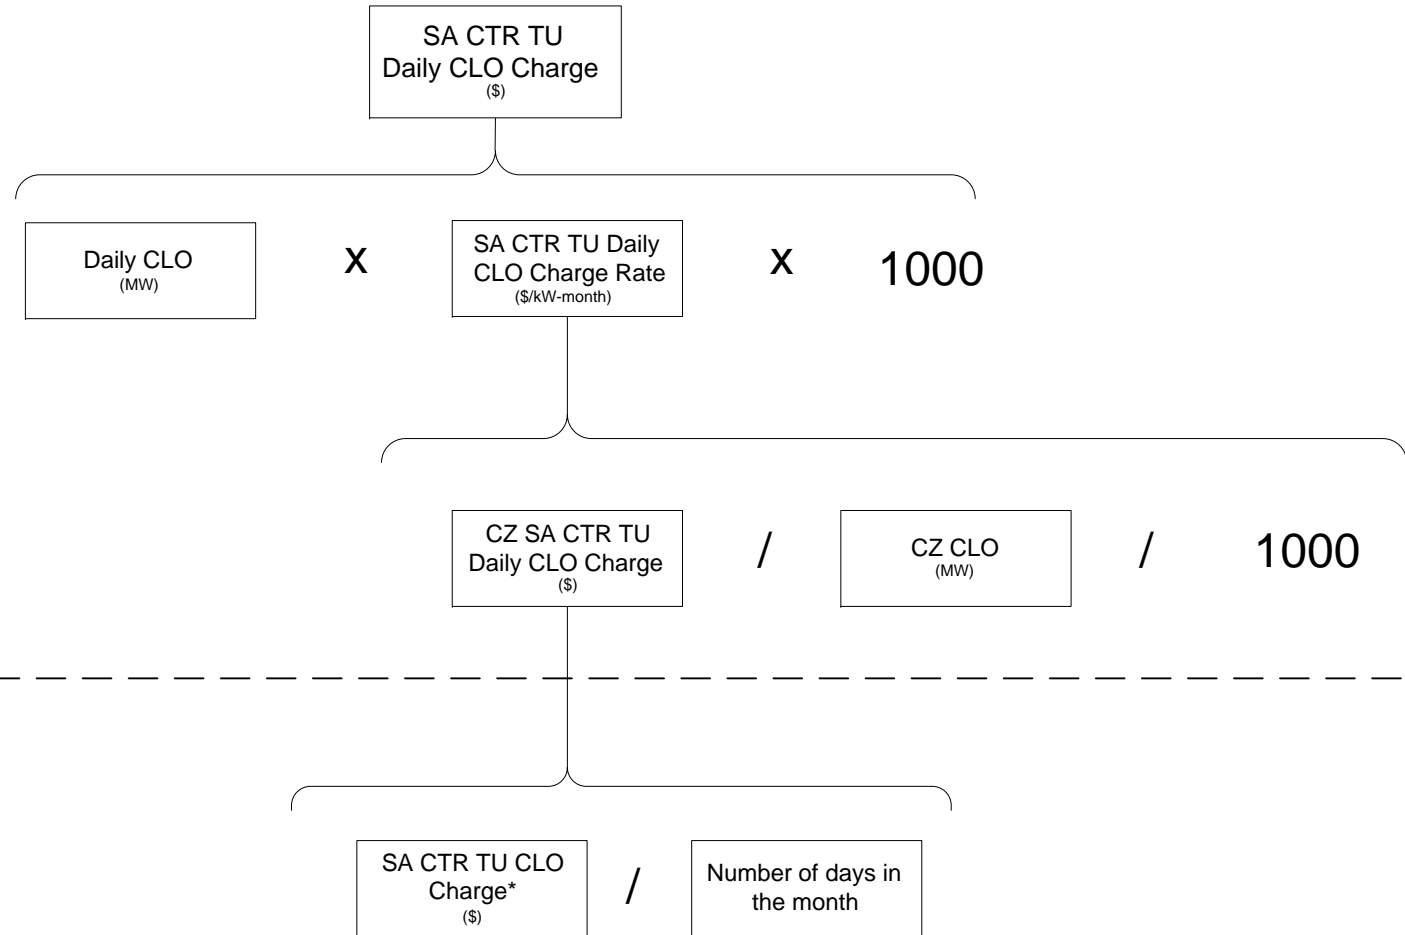 SA CTR TU
Daily CLO Charge
($)
Daily CLO
(MW)
x
SA CTR TU Daily
CLO Charge Rate
($/kW-month)
x
1000
CZ SA CTR TU
Daily CLO Charge
($)
/
CZ CLO
(MW)
/
1000
SA CTR TU CLO
Charge*
($)
/
Number of days in
the month